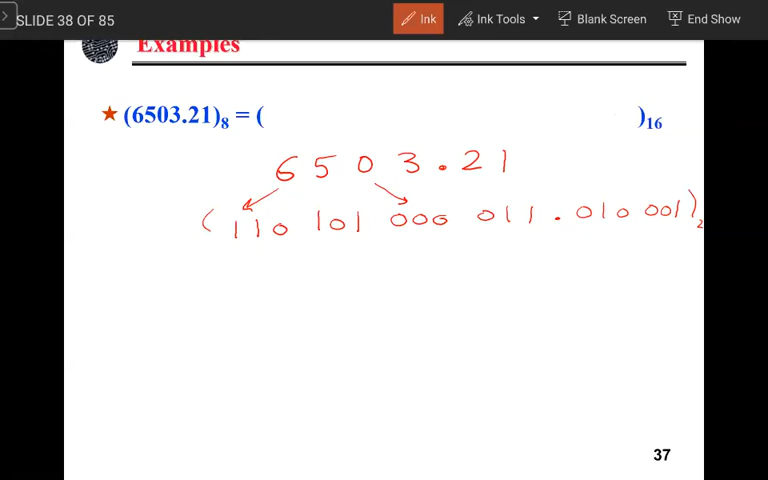 SLIDE 38 OF 85 Ink Ink Tools Blank Screen End Show
Examples
★ (6503.21)8 = ( )16
6 5 0 3 . 2 1
( 110 101 000 011 . 010 001 )2
37